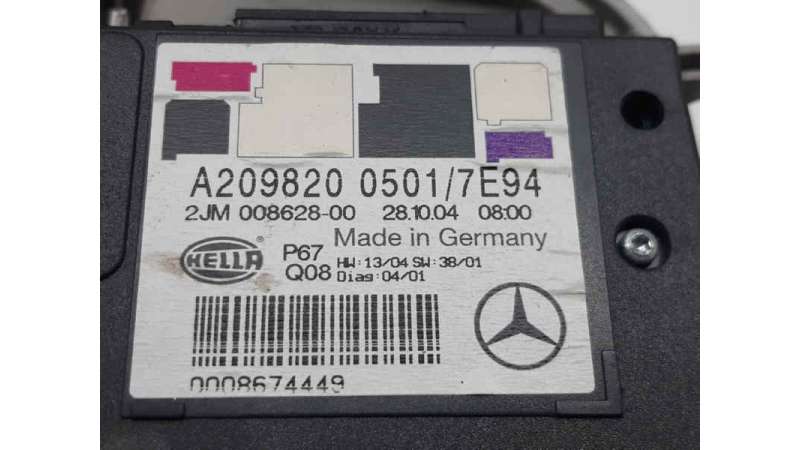 A209820 0501/7E94
2JM 008628-00 28.10.04 08:00
HELLA
P67
Q08
Made in Germany
HW:13/04 SW:38/01
Diag:04/01
0008674449